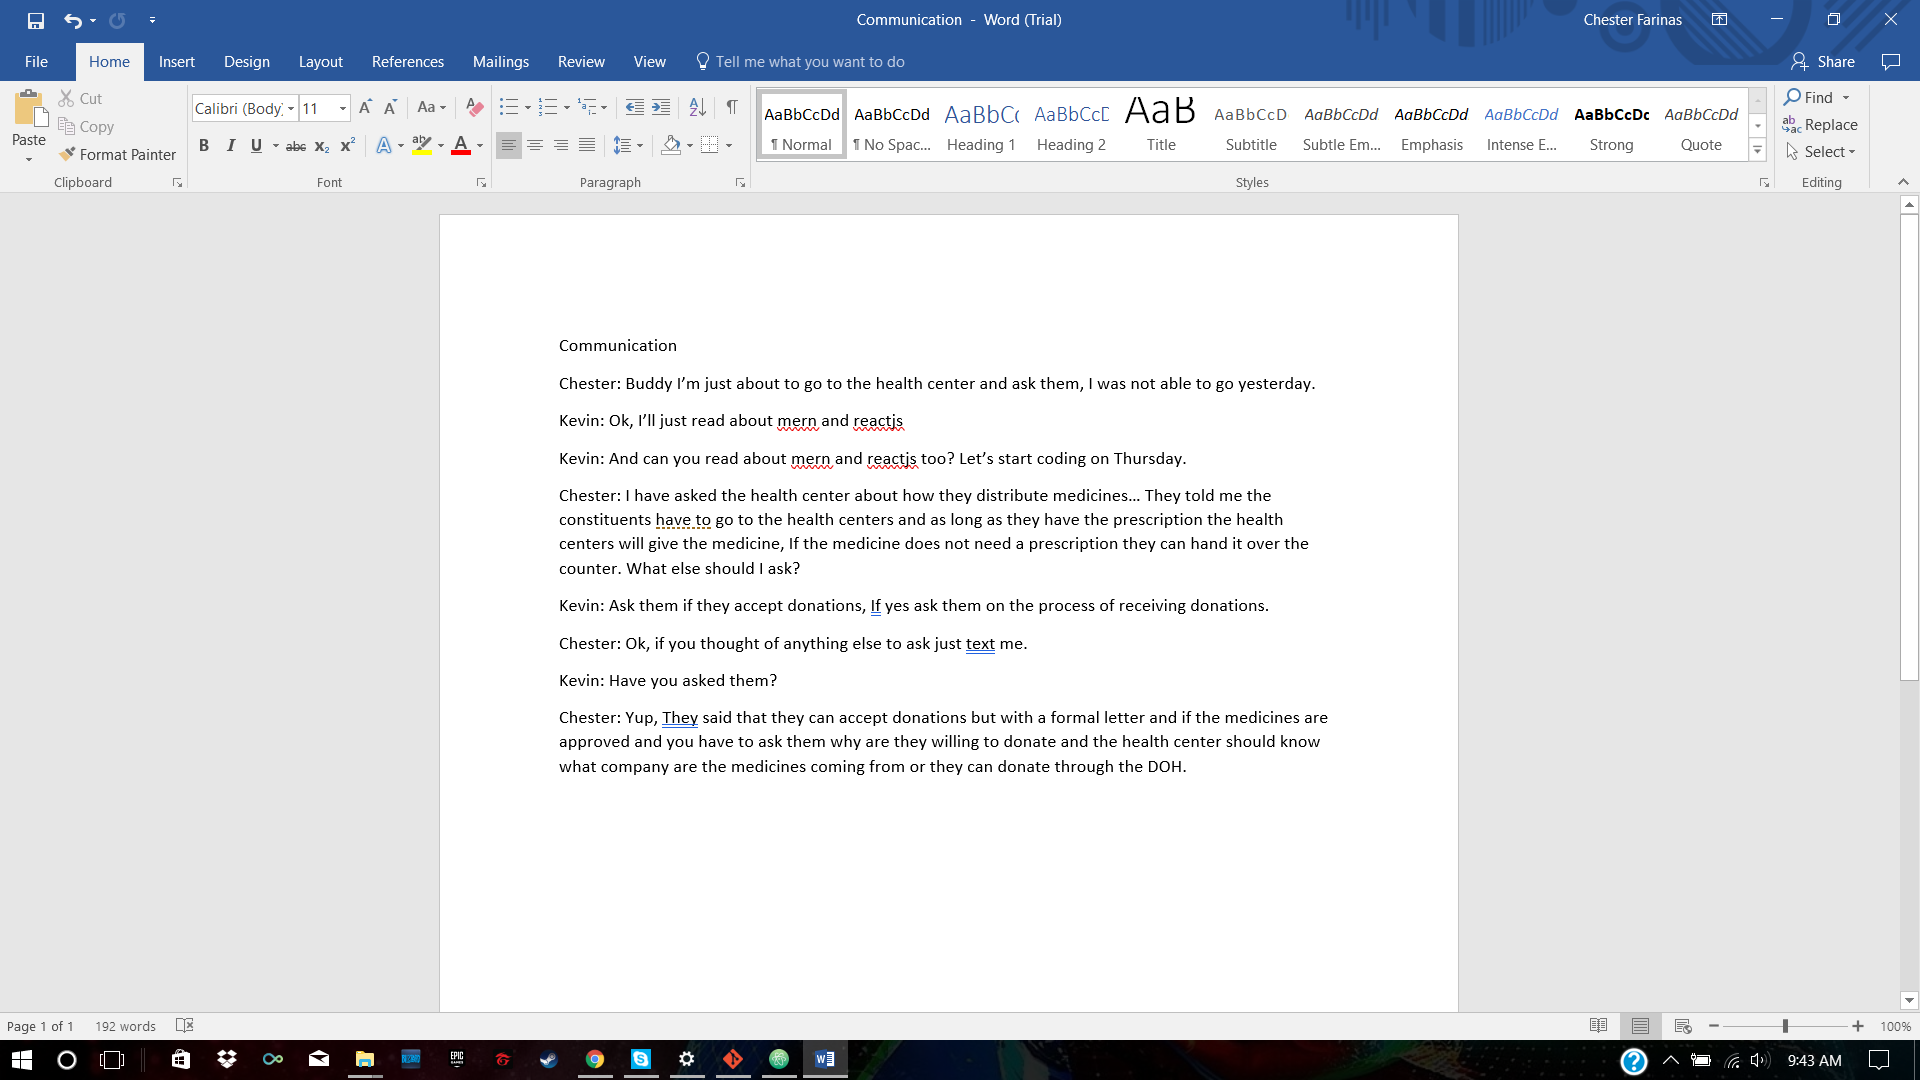 Communication - Word (Trial)
Chester Farinas
File Home Insert Design Layout References Mailings Review View Tell me what you want to do
Share
Paste
Cut
Copy
Format Painter
Clipboard
Calibri (Body) 11
Aa
B I U abc x₂ x² A ab A
Font
Paragraph
AaBbCcDd AaBbCcDd AaBbCc AaBbCcD AaB AaBbCcD AaBbCcDd AaBbCcDd AaBbCcDd AaBbCcDc AaBbCcDd
¶ Normal ¶ No Spac... Heading 1 Heading 2 Title Subtitle Subtle Em... Emphasis Intense E... Strong Quote
Styles
Find
Replace
Select
Editing
Communication
Chester: Buddy I’m just about to go to the health center and ask them, I was not able to go yesterday.
Kevin: Ok, I’ll just read about mern and reactjs
Kevin: And can you read about mern and reactjs too? Let’s start coding on Thursday.
Chester: I have asked the health center about how they distribute medicines… They told me the
constituents have to go to the health centers and as long as they have the prescription the health
centers will give the medicine, If the medicine does not need a prescription they can hand it over the
counter. What else should I ask?
Kevin: Ask them if they accept donations, If yes ask them on the process of receiving donations.
Chester: Ok, if you thought of anything else to ask just text me.
Kevin: Have you asked them?
Chester: Yup, They said that they can accept donations but with a formal letter and if the medicines are
approved and you have to ask them why are they willing to donate and the health center should know
what company are the medicines coming from or they can donate through the DOH.
Page 1 of 1 192 words
100%
EPIC GAMES
9:43 AM